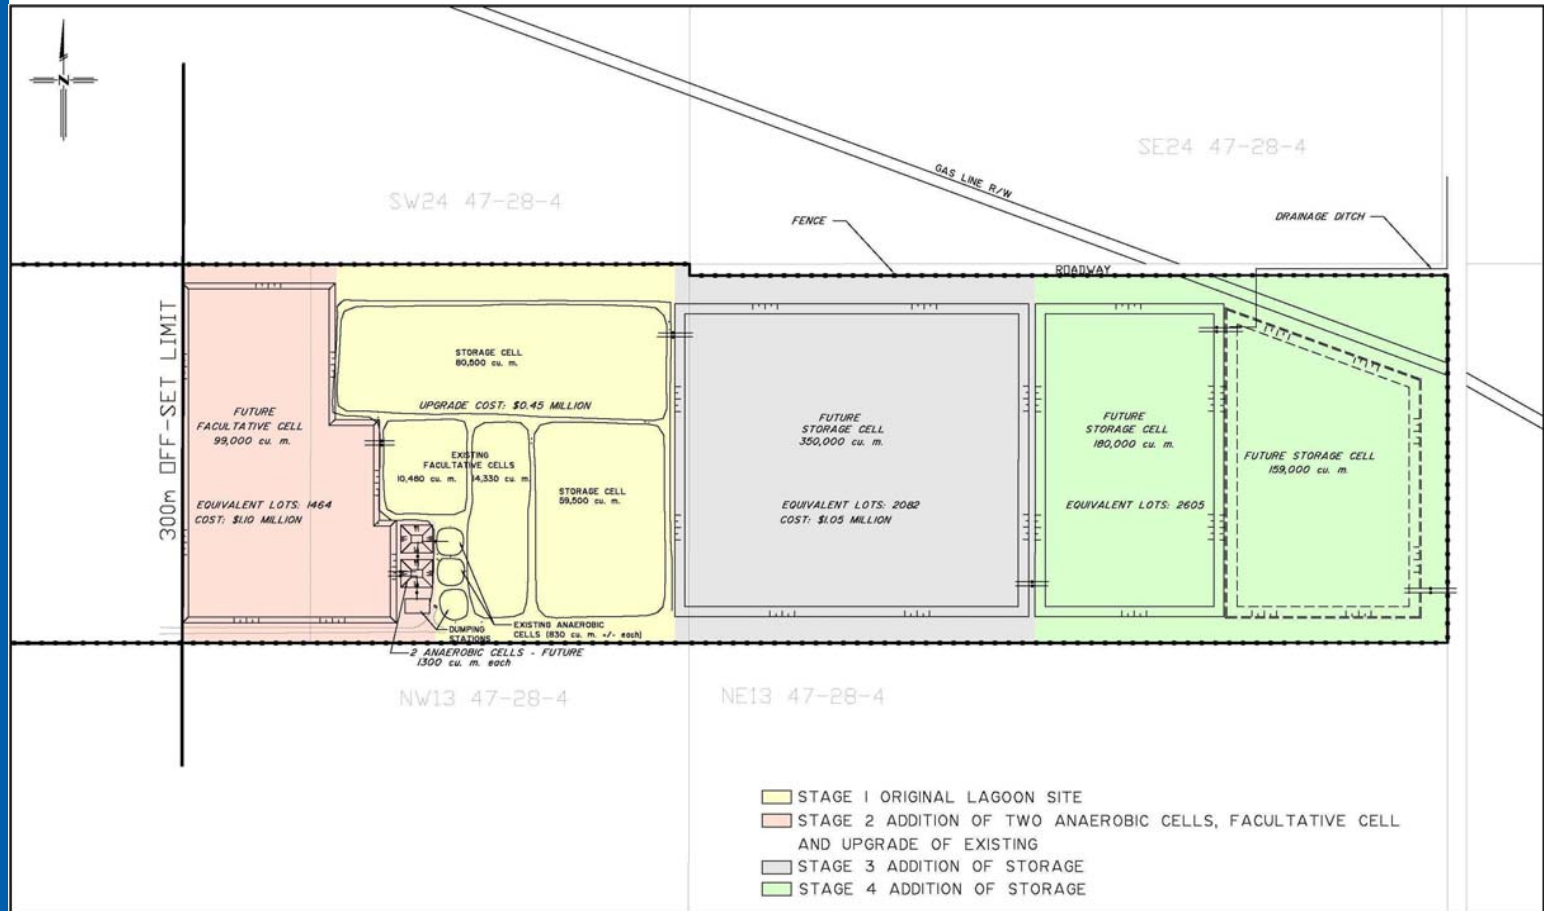 N
SE24 47-28-4
GAS LINE R/W
SW24 47-28-4
FENCE
DRAINAGE DITCH
ROADWAY
300m OFF-SET LIMIT
STORAGE CELL
80,500 cu. m.
UPGRADE COST: $0.45 MILLION
FUTURE
FACULTATIVE CELL
99,000 cu. m.
EQUIVALENT LOTS: 1464
COST: $1.10 MILLION
EXISTING
FACULTATIVE CELLS
10,480 cu. m.
14,330 cu. m.
STORAGE CELL
59,500 cu. m.
FUTURE
STORAGE CELL
350,000 cu. m.
EQUIVALENT LOTS: 2082
COST: $1.05 MILLION
FUTURE
STORAGE CELL
180,000 cu. m.
EQUIVALENT LOTS: 2605
FUTURE STORAGE CELL
159,000 cu. m.
DUMPING
STATIONS
EXISTING ANAEROBIC
CELLS (830 cu. m. +/- each)
2 ANAEROBIC CELLS - FUTURE
1300 cu. m. each
NW13 47-28-4
NE13 47-28-4
STAGE 1 ORIGINAL LAGOON SITE
STAGE 2 ADDITION OF TWO ANAEROBIC CELLS, FACULTATIVE CELL
AND UPGRADE OF EXISTING
STAGE 3 ADDITION OF STORAGE
STAGE 4 ADDITION OF STORAGE